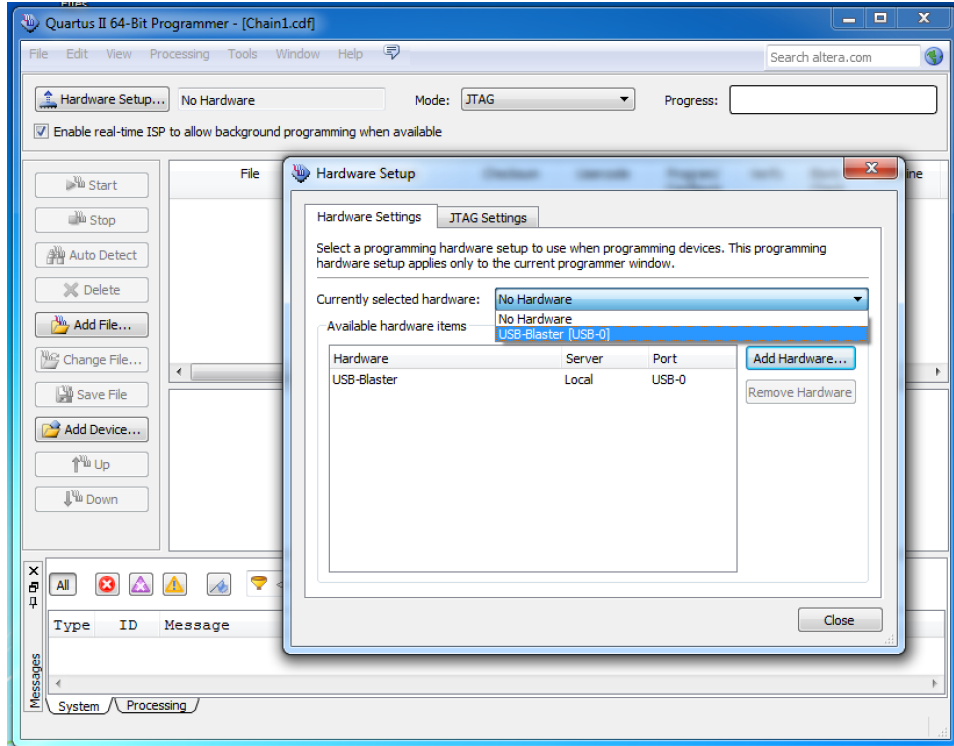 Files
Quartus II 64-Bit Programmer - [Chain1.cdf]
File Edit View Processing Tools Window Help
Search altera.com
Hardware Setup... No Hardware Mode: JTAG Progress:
Enable real-time ISP to allow background programming when available
File
ine
Start
Stop
Auto Detect
Delete
Add File...
Change File...
Save File
Add Device...
Up
Down
Hardware Setup
Hardware Settings JTAG Settings
Select a programming hardware setup to use when programming devices. This programming
hardware setup applies only to the current programmer window.
Currently selected hardware: No Hardware
No Hardware
USB-Blaster [USB-0]
Available hardware items
Hardware Server Port
USB-Blaster Local USB-0
Add Hardware...
Remove Hardware
Close
All
Type ID Message
Messages
System Processing